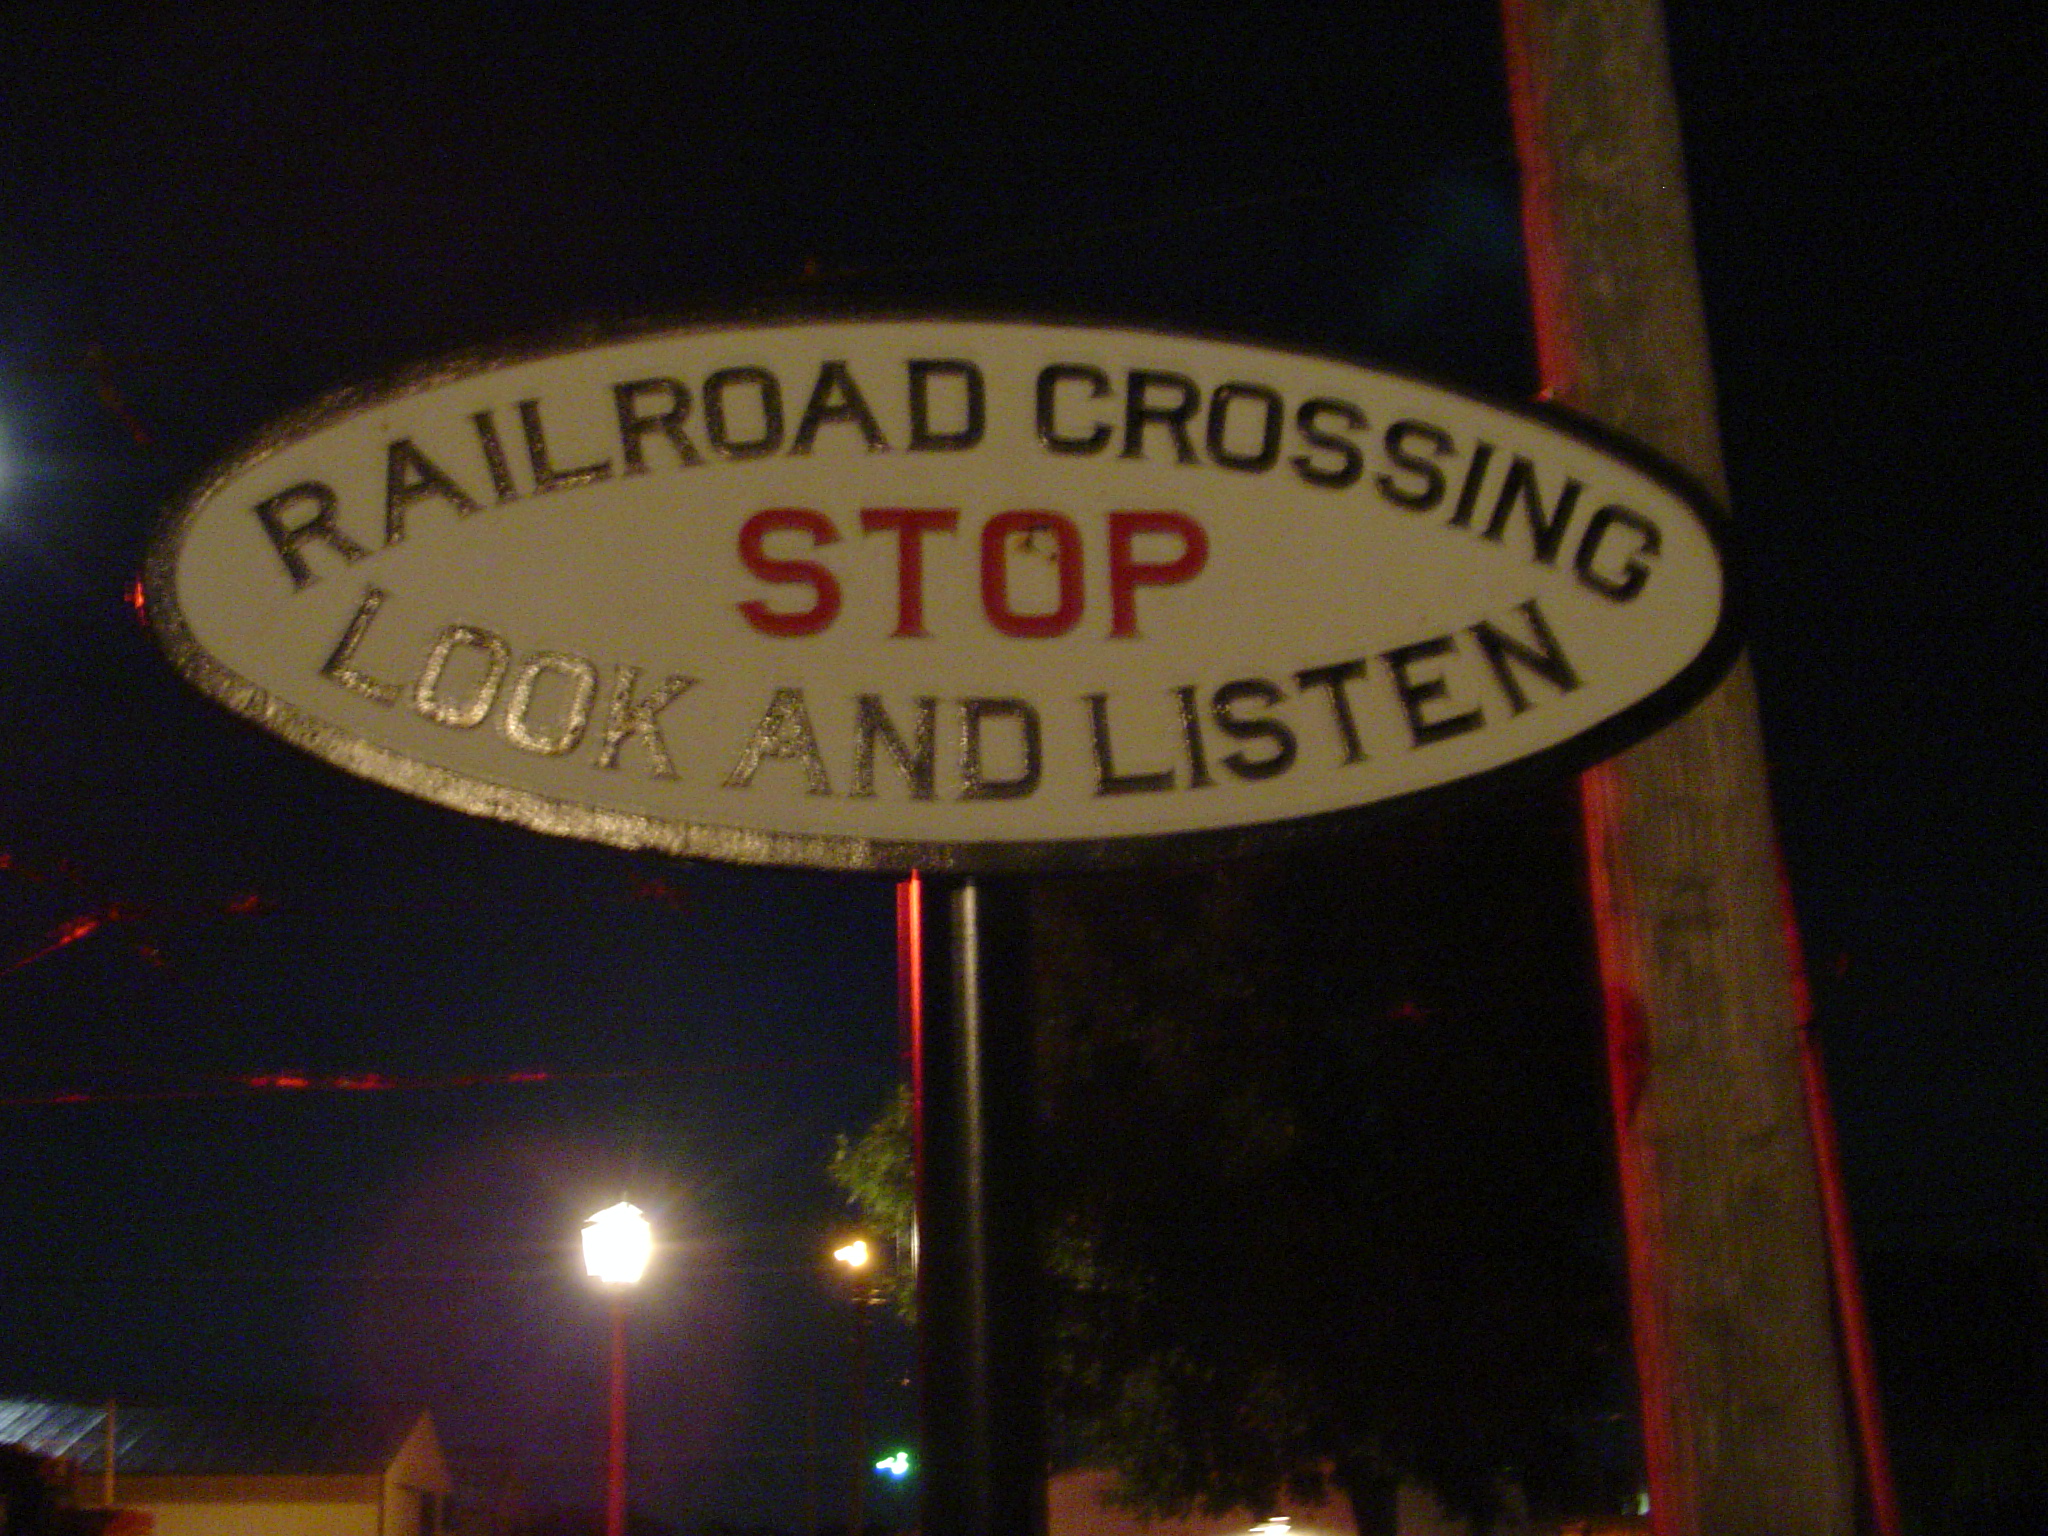 RAILROAD CROSSING
STOP
LOOK AND LISTEN